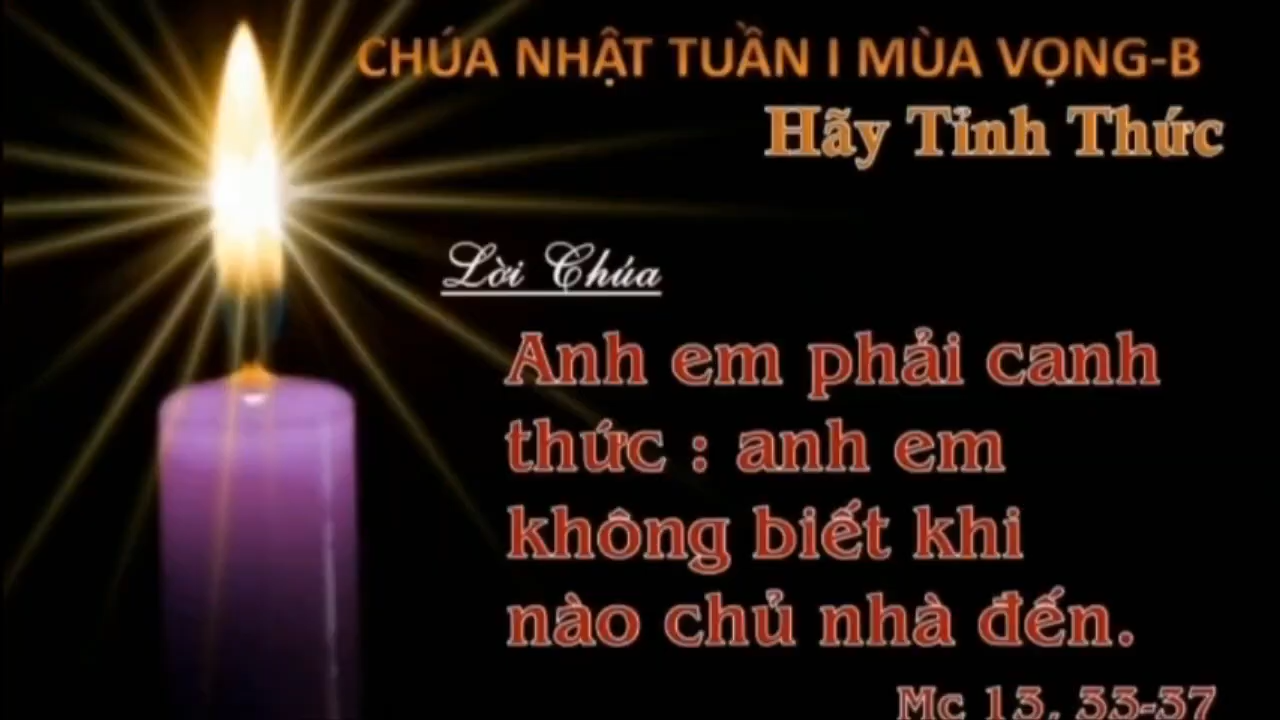 CHÚA NHẬT TUẦN I MÙA VỌNG-B
Hãy Tỉnh Thức
Lời Chúa
Anh em phải canh
thức : anh em
không biết khi
nào chủ nhà đến.
Mc 13, 33-37